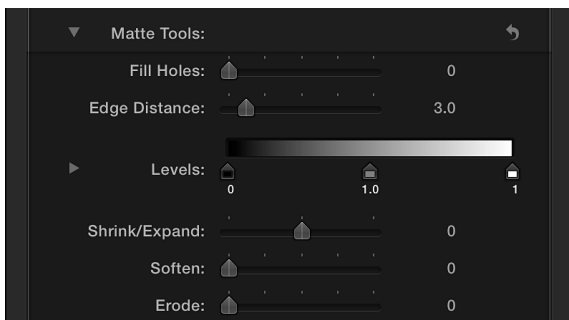 Matte Tools:
Fill Holes: 0
Edge Distance: 3.0
Levels:
0 1.0 1
Shrink/Expand: 0
Soften: 0
Erode: 0